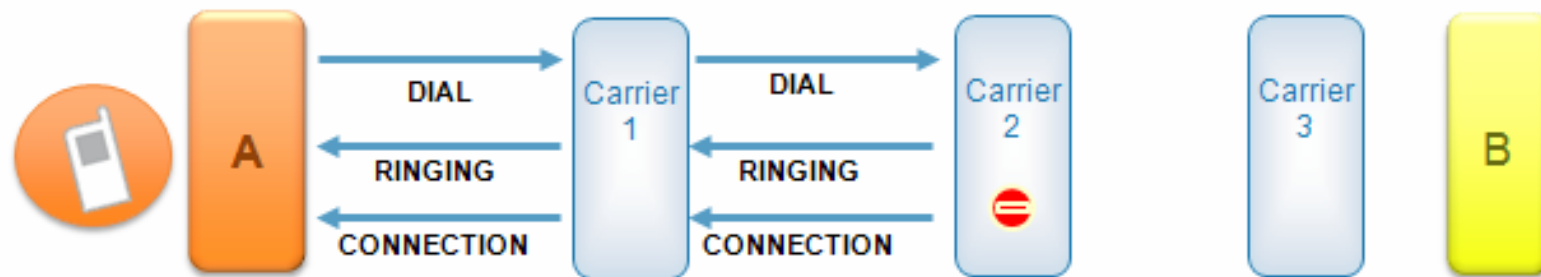 A
DIAL
RINGING
CONNECTION
Carrier
1
DIAL
RINGING
CONNECTION
Carrier
2
Carrier
3
B